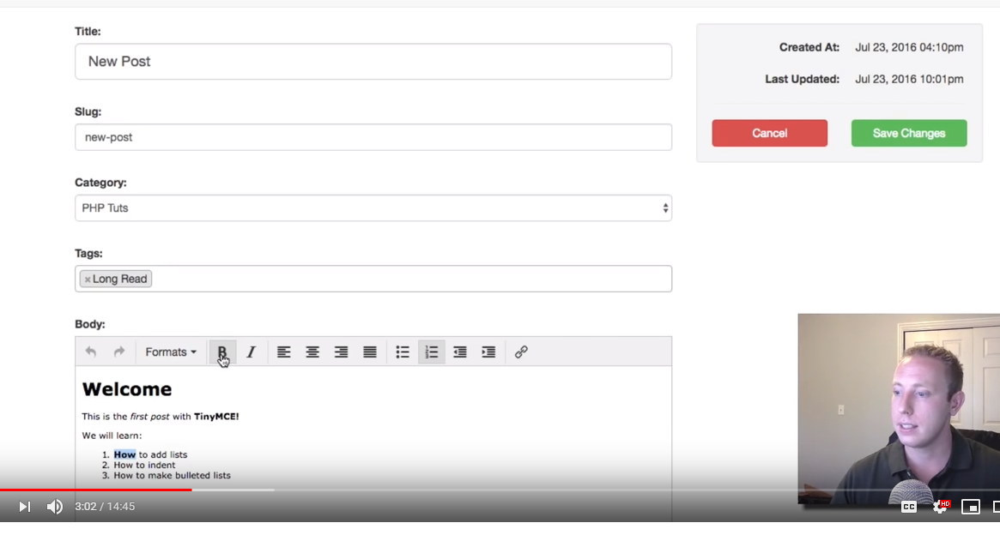 Title:
New Post
Created At: Jul 23, 2016 04:10pm
Last Updated: Jul 23, 2016 10:01pm
Cancel Save Changes
Slug:
new-post
Category:
PHP Tuts
Tags:
× Long Read
Body:
Formats B I
Welcome
This is the first post with TinyMCE!
We will learn:
1. How to add lists
2. How to indent
3. How to make bulleted lists
3:02 / 14:45 CC HD